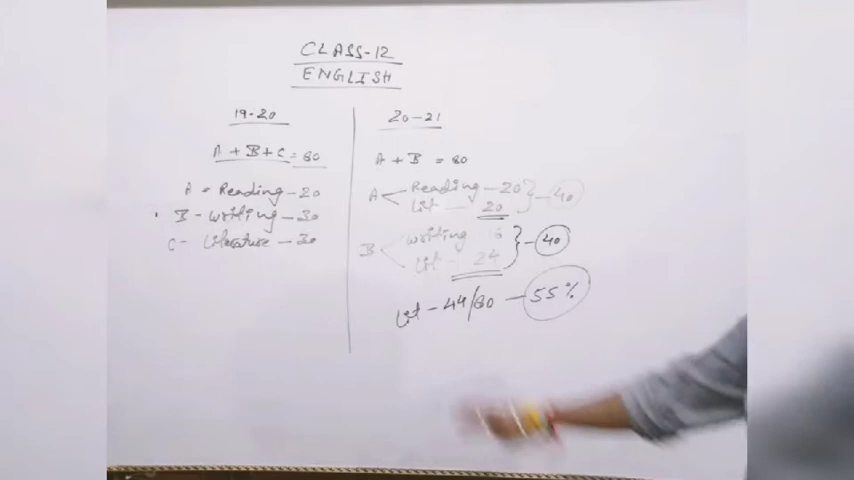 CLASS-12
ENGLISH
19-20
A + B + C = 80
A = Reading - 20
B - writing - 30
C - Literature - 30
20-21
A + B = 80
A Reading - 20 } - 40
Lit - 20
B writing 16 } - 40
Lit - 24
Lit - 44/80 - 55%